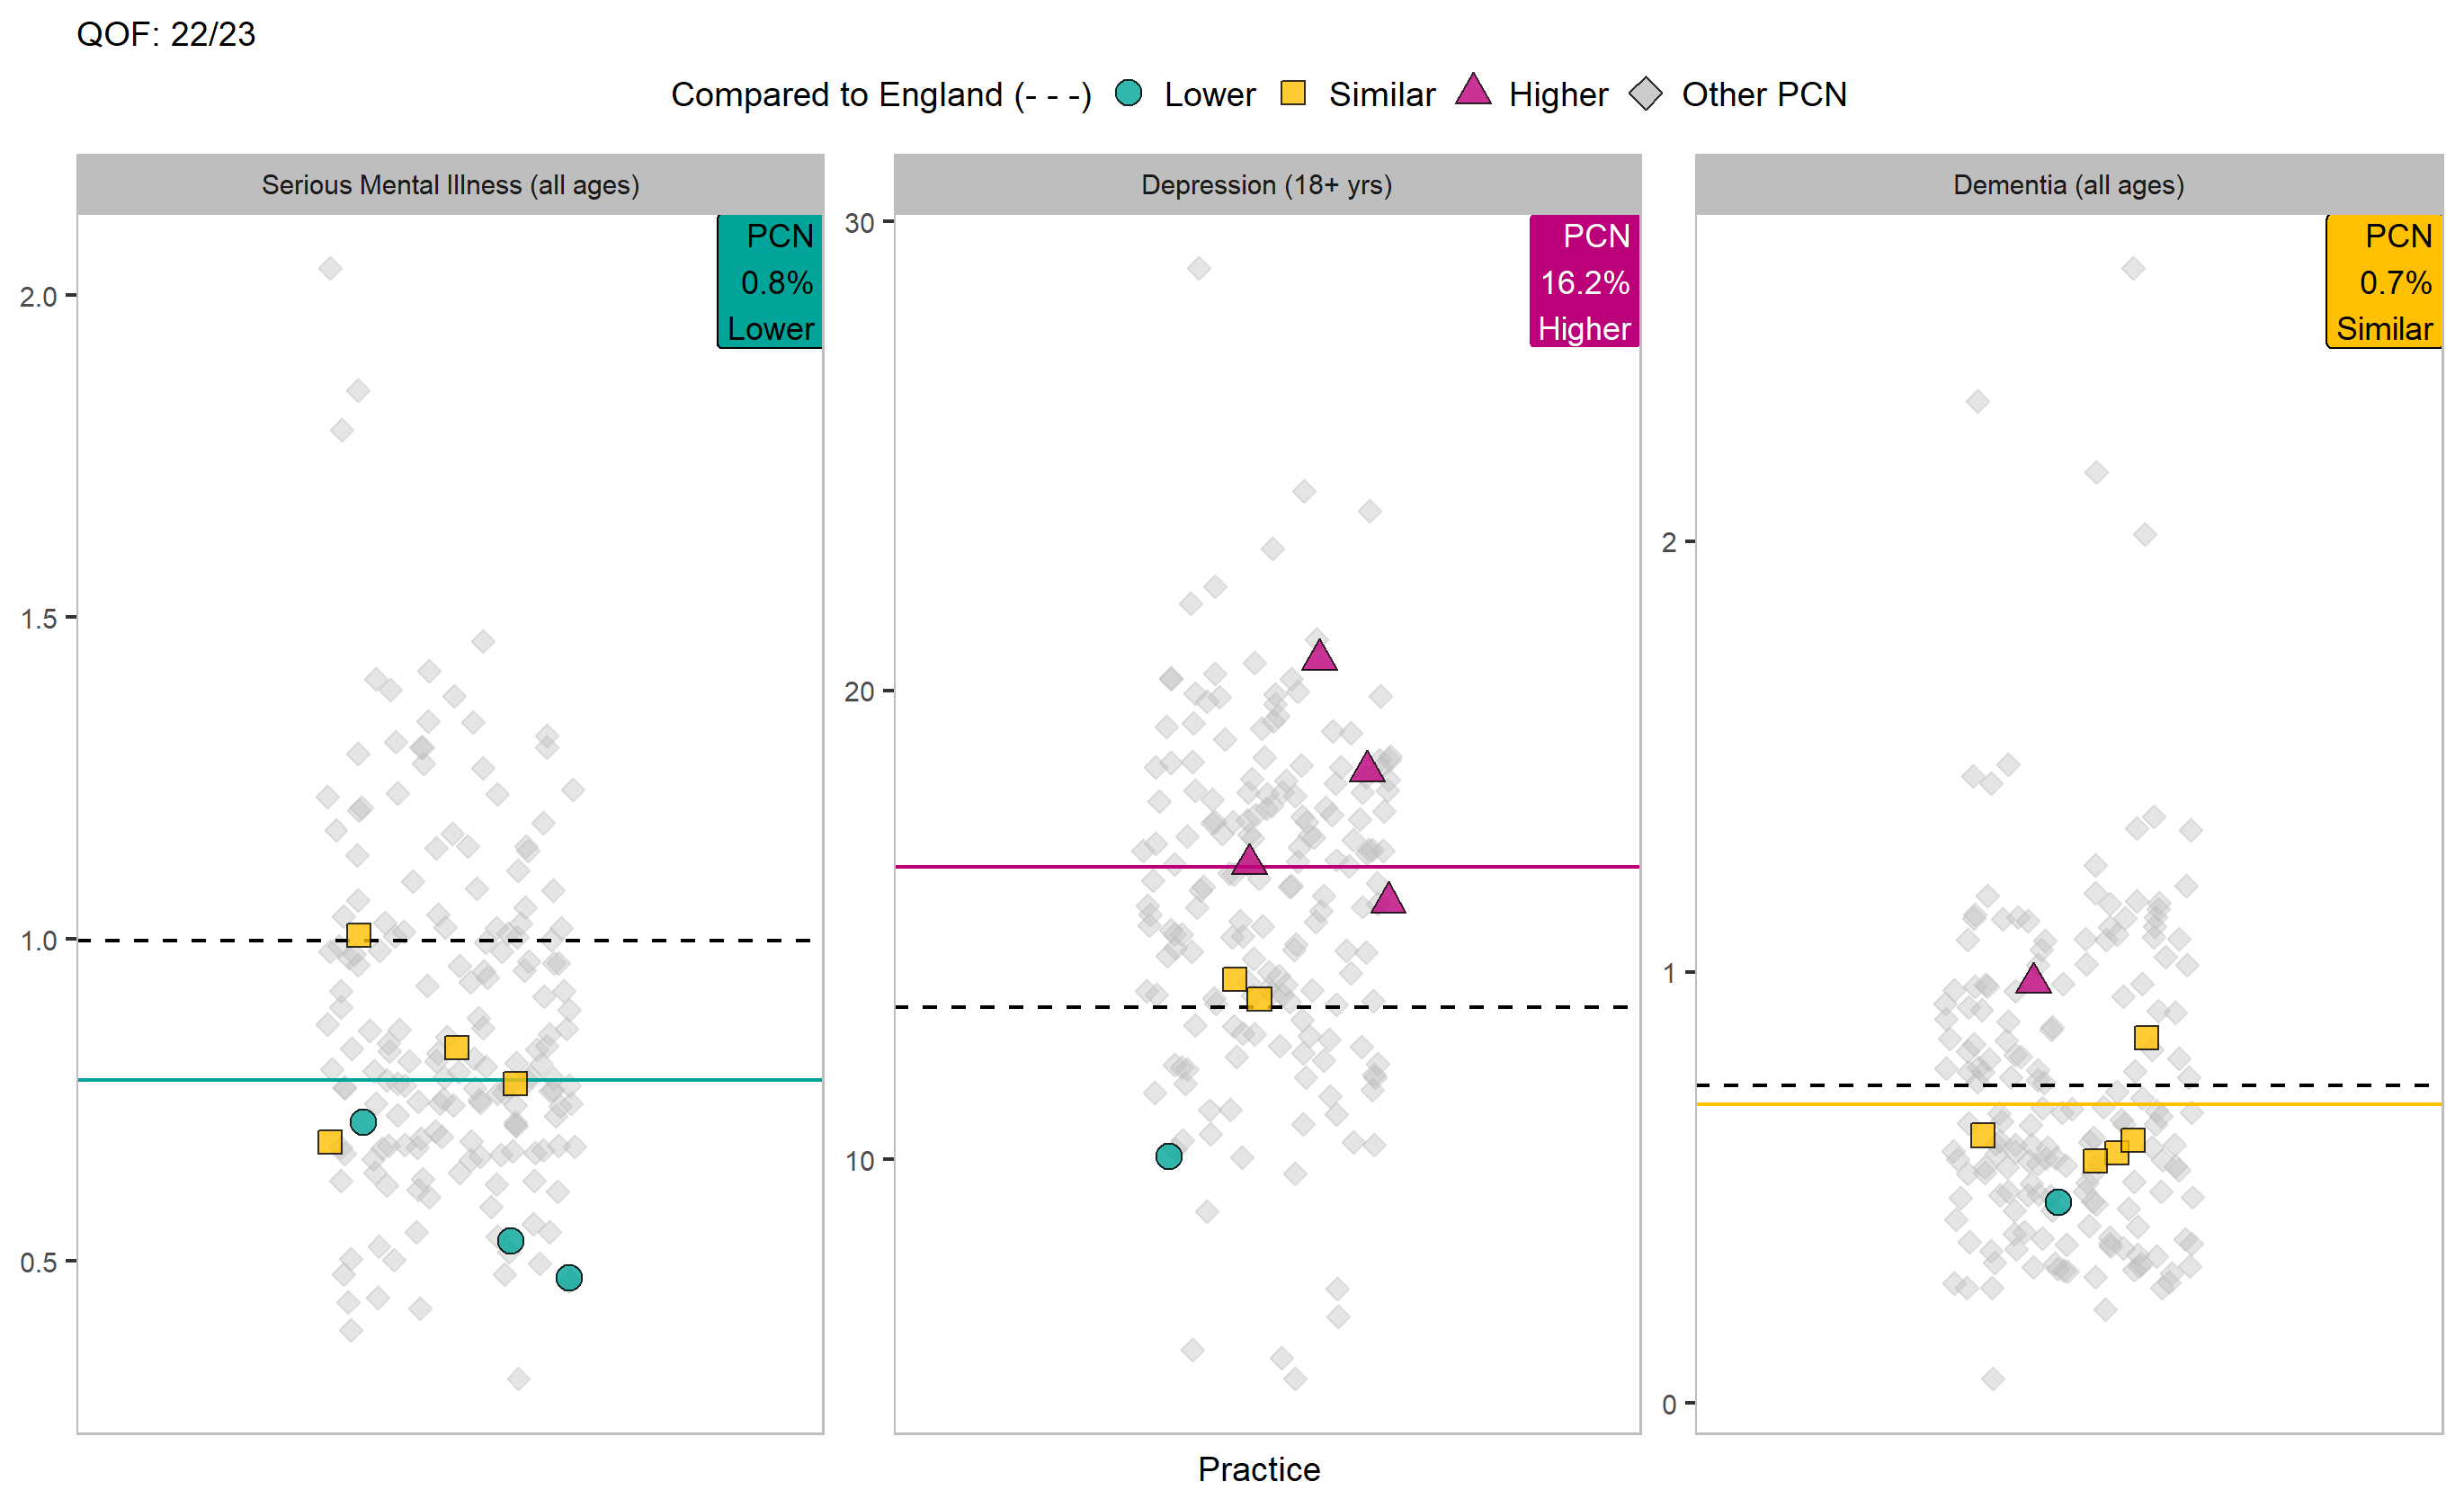 QOF: 22/23
Compared to England (- - -) Lower Similar Higher Other PCN
Serious Mental Illness (all ages)
PCN
0.8%
Lower
2.0
1.5
1.0
0.5
Depression (18+ yrs)
PCN
16.2%
Higher
30
20
10
Dementia (all ages)
PCN
0.7%
Similar
2
1
0
Practice